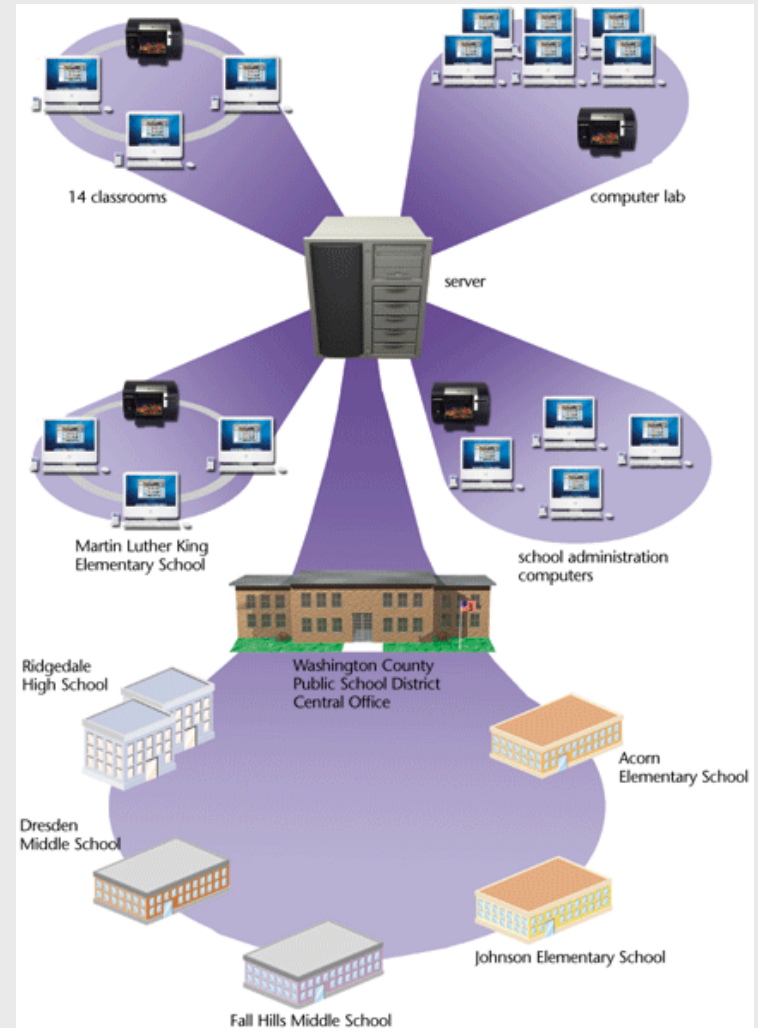 14 classrooms
computer lab
server
Martin Luther King
Elementary School
school administration
computers
Washington County
Public School District
Central Office
Ridgedale
High School
Acorn
Elementary School
Dresden
Middle School
Johnson Elementary School
Fall Hills Middle School